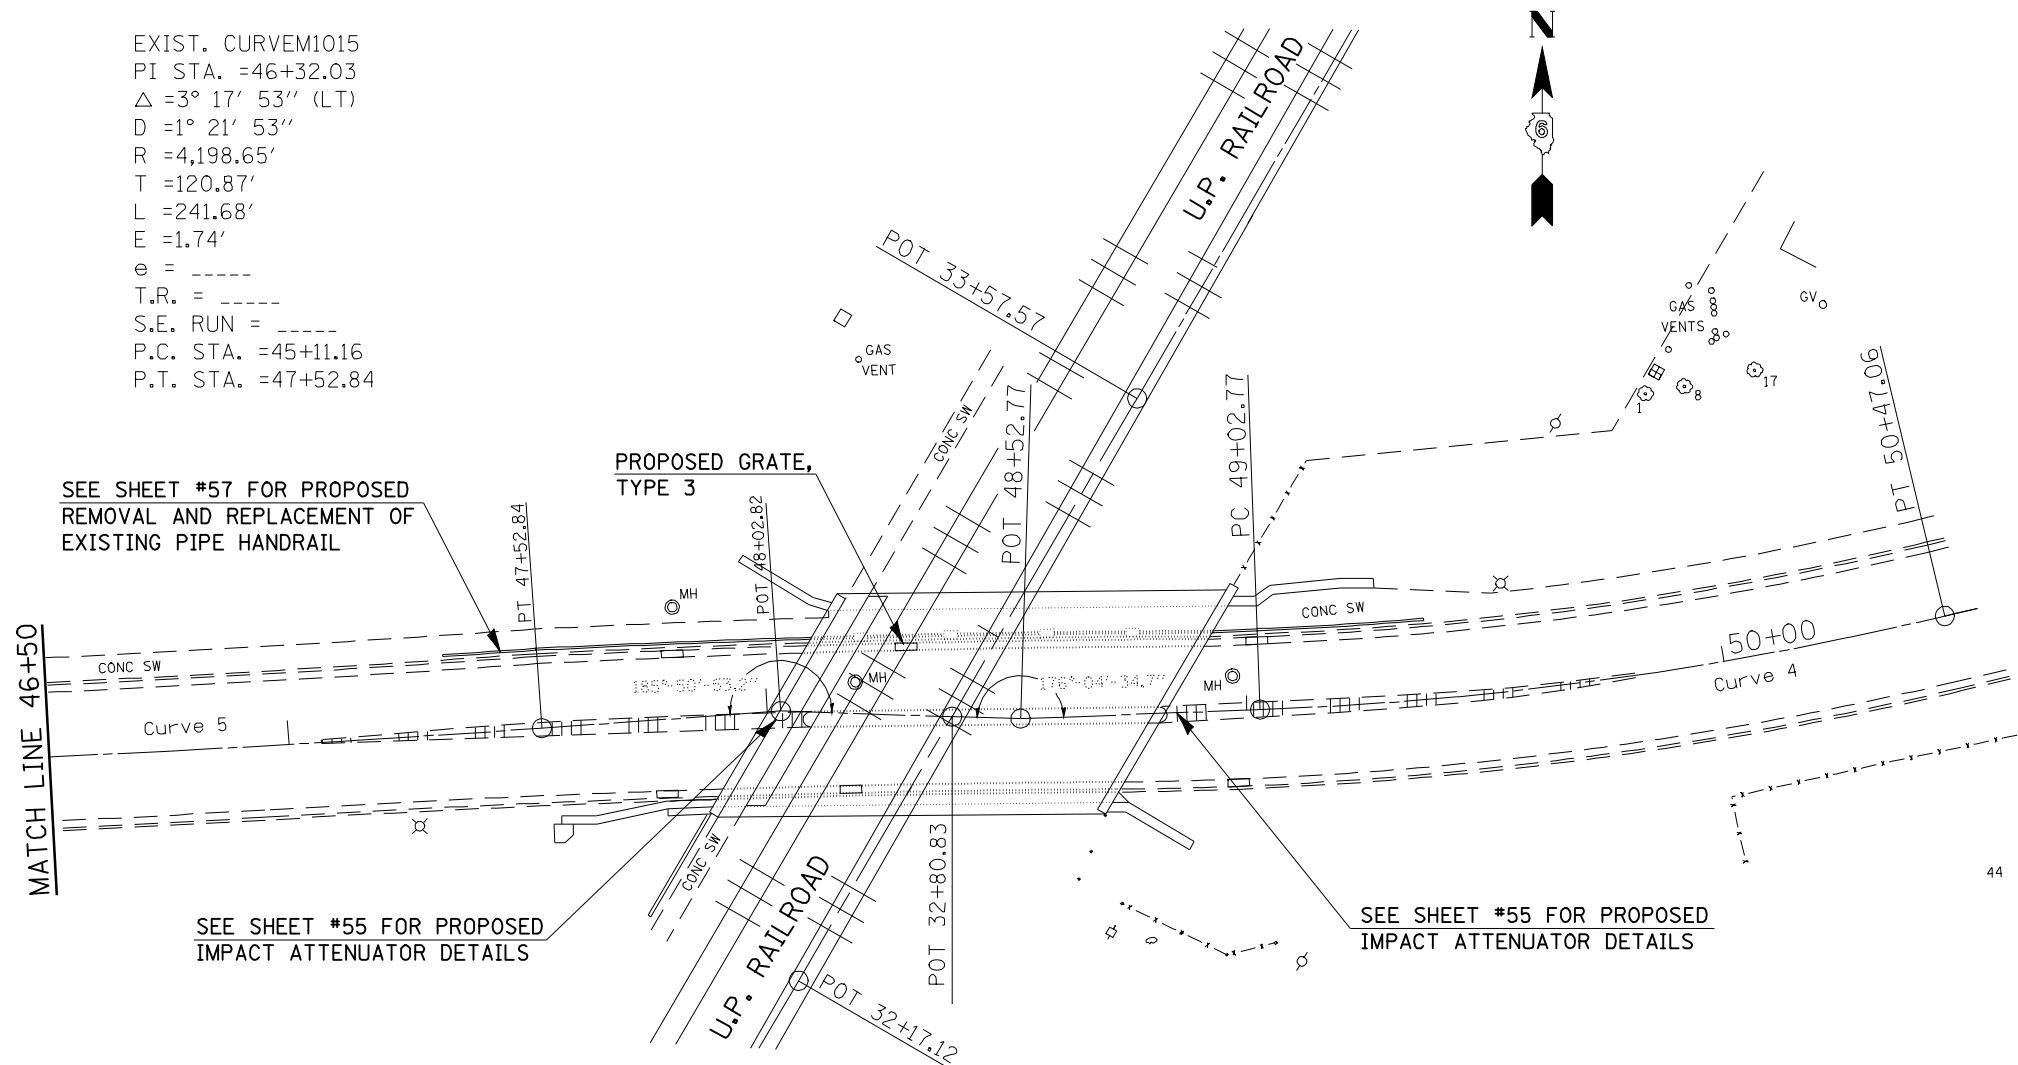 EXIST. CURVEM1015
PI STA. =46+32.03
△ =3° 17' 53'' (LT)
D =1° 21' 53''
R =4,198.65'
T =120.87'
L =241.68'
E =1.74'
e = _____
T.R. = _____
S.E. RUN = _____
P.C. STA. =45+11.16
P.T. STA. =47+52.84
N
6
U.P. RAILROAD
POT 33+57.57
GAS
VENT
GAS
VENTS
GV
1
8
17
PT 50+47.06
CONC SW
POT 48+52.77
PC 49+02.77
PROPOSED GRATE,
TYPE 3
SEE SHEET #57 FOR PROPOSED
REMOVAL AND REPLACEMENT OF
EXISTING PIPE HANDRAIL
PT 47+52.84
POT 48+02.82
MH
CONC SW
MATCH LINE 46+50
CONC SW
185°-50'-53.2"
MH
176°-04'-34.7"
MH
50+00
Curve 4
Curve 5
CONC SW
POT 32+80.83
U.P. RAILROAD
44
SEE SHEET #55 FOR PROPOSED
IMPACT ATTENUATOR DETAILS
SEE SHEET #55 FOR PROPOSED
IMPACT ATTENUATOR DETAILS
POT 32+17.12